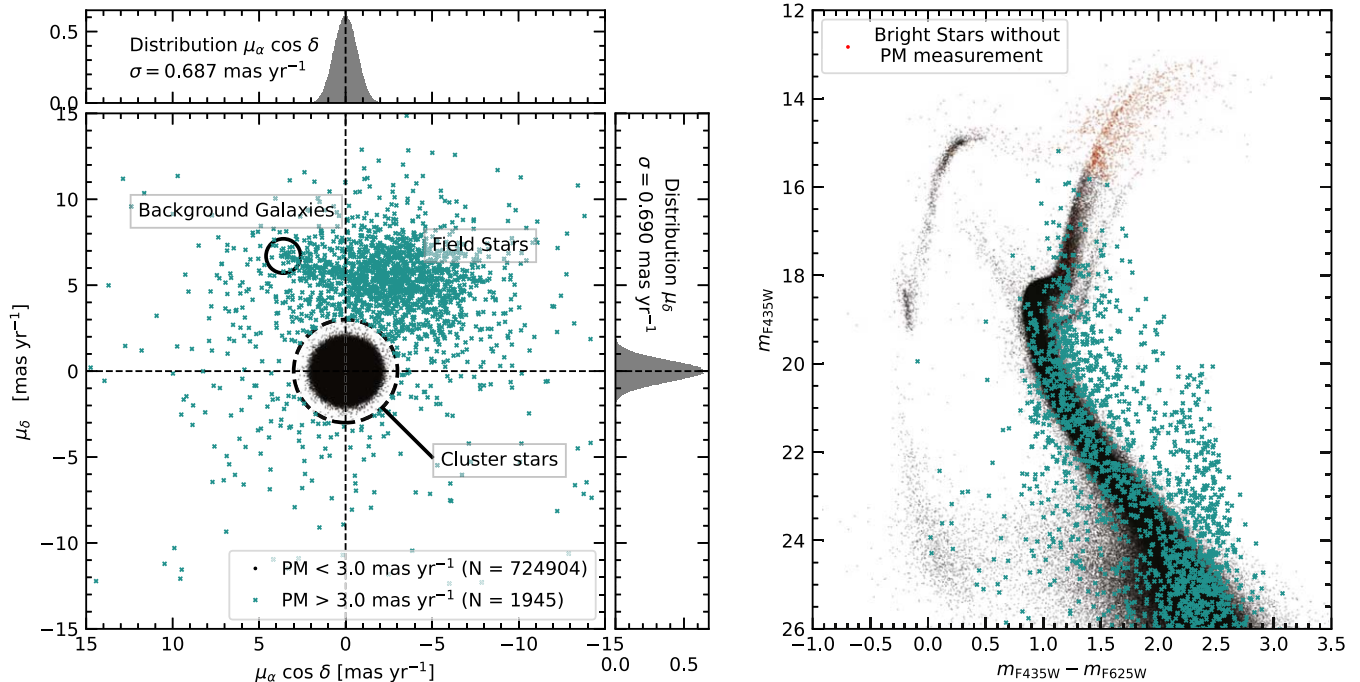 0.5
0.0
Distribution μα cos δ
σ = 0.687 mas yr⁻¹
15
10
5
0
−5
−10
−15
μδ [mas yr⁻¹]
Background Galaxies
Field Stars
Cluster stars
PM < 3.0 mas yr⁻¹ (N = 724904)
PM > 3.0 mas yr⁻¹ (N = 1945)
15
10
5
0
−5
−10
−15
μα cos δ [mas yr⁻¹]
Distribution μδ
σ = 0.690 mas yr⁻¹
0.0
0.5
12
14
16
18
20
22
24
26
mF435W
Bright Stars without
PM measurement
−1.0
−0.5
0.0
0.5
1.0
1.5
2.0
2.5
3.0
3.5
mF435W − mF625W